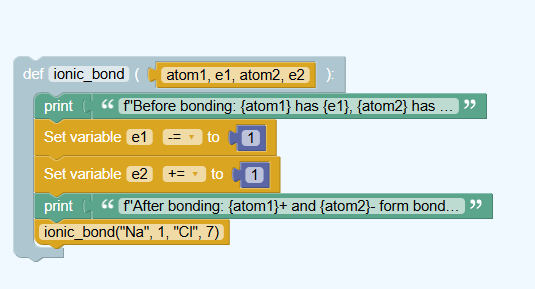 def ionic_bond ( atom1, e1, atom2, e2 ):
print “ f"Before bonding: {atom1} has {e1}, {atom2} has ... ”
Set variable e1 -= to 1
Set variable e2 += to 1
print “ f"After bonding: {atom1}+ and {atom2}- form bond... ”
ionic_bond("Na", 1, "Cl", 7)